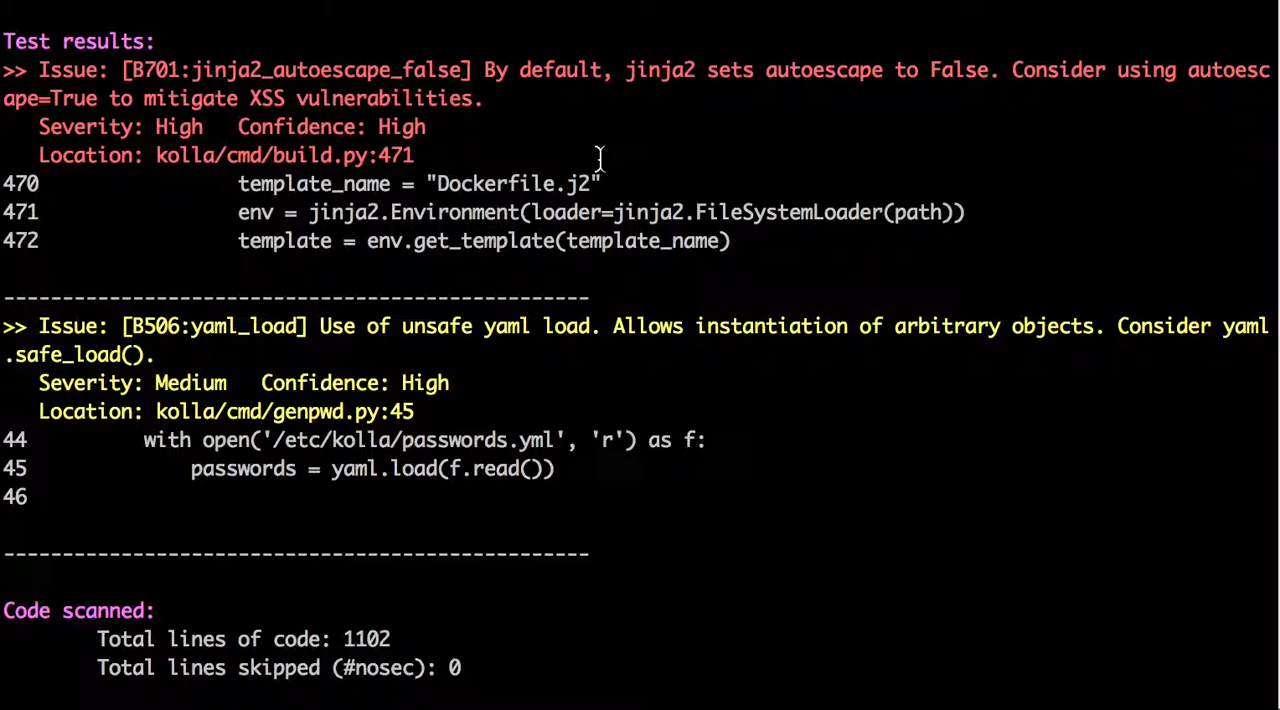 Test results:
>> Issue: [B701:jinja2_autoescape_false] By default, jinja2 sets autoescape to False. Consider using autoesc
ape=True to mitigate XSS vulnerabilities.
   Severity: High   Confidence: High
   Location: kolla/cmd/build.py:471
470                 template_name = "Dockerfile.j2"
471                 env = jinja2.Environment(loader=jinja2.FileSystemLoader(path))
472                 template = env.get_template(template_name)
--------------------------------------------------
>> Issue: [B506:yaml_load] Use of unsafe yaml load. Allows instantiation of arbitrary objects. Consider yaml
.safe_load().
   Severity: Medium   Confidence: High
   Location: kolla/cmd/genpwd.py:45
44          with open('/etc/kolla/passwords.yml', 'r') as f:
45              passwords = yaml.load(f.read())
46
--------------------------------------------------
Code scanned:
        Total lines of code: 1102
        Total lines skipped (#nosec): 0